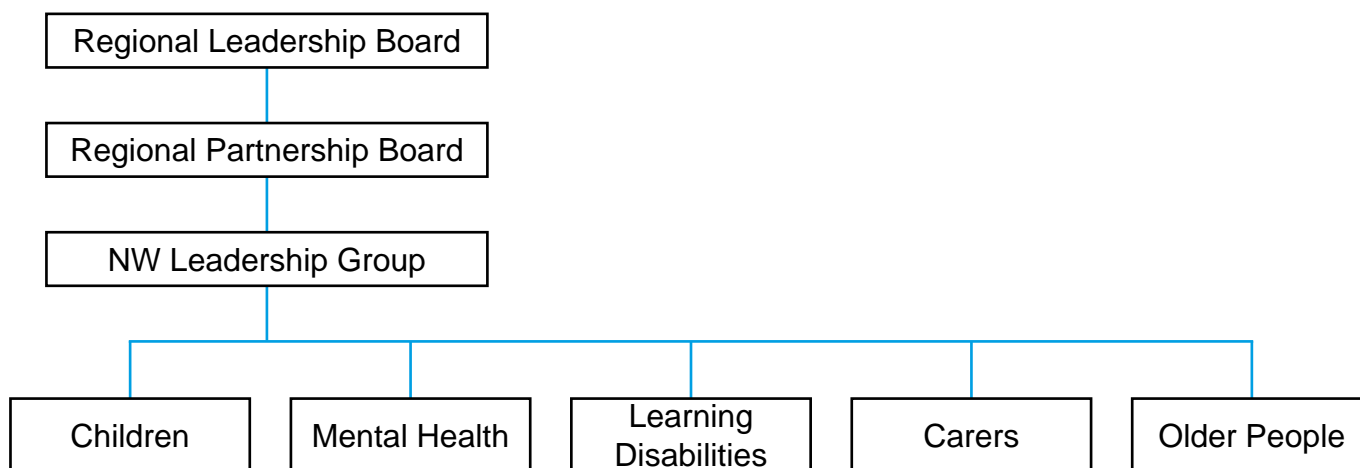 Regional Leadership Board
Regional Partnership Board
NW Leadership Group
Children
Mental Health
Learning
Disabilities
Carers
Older People